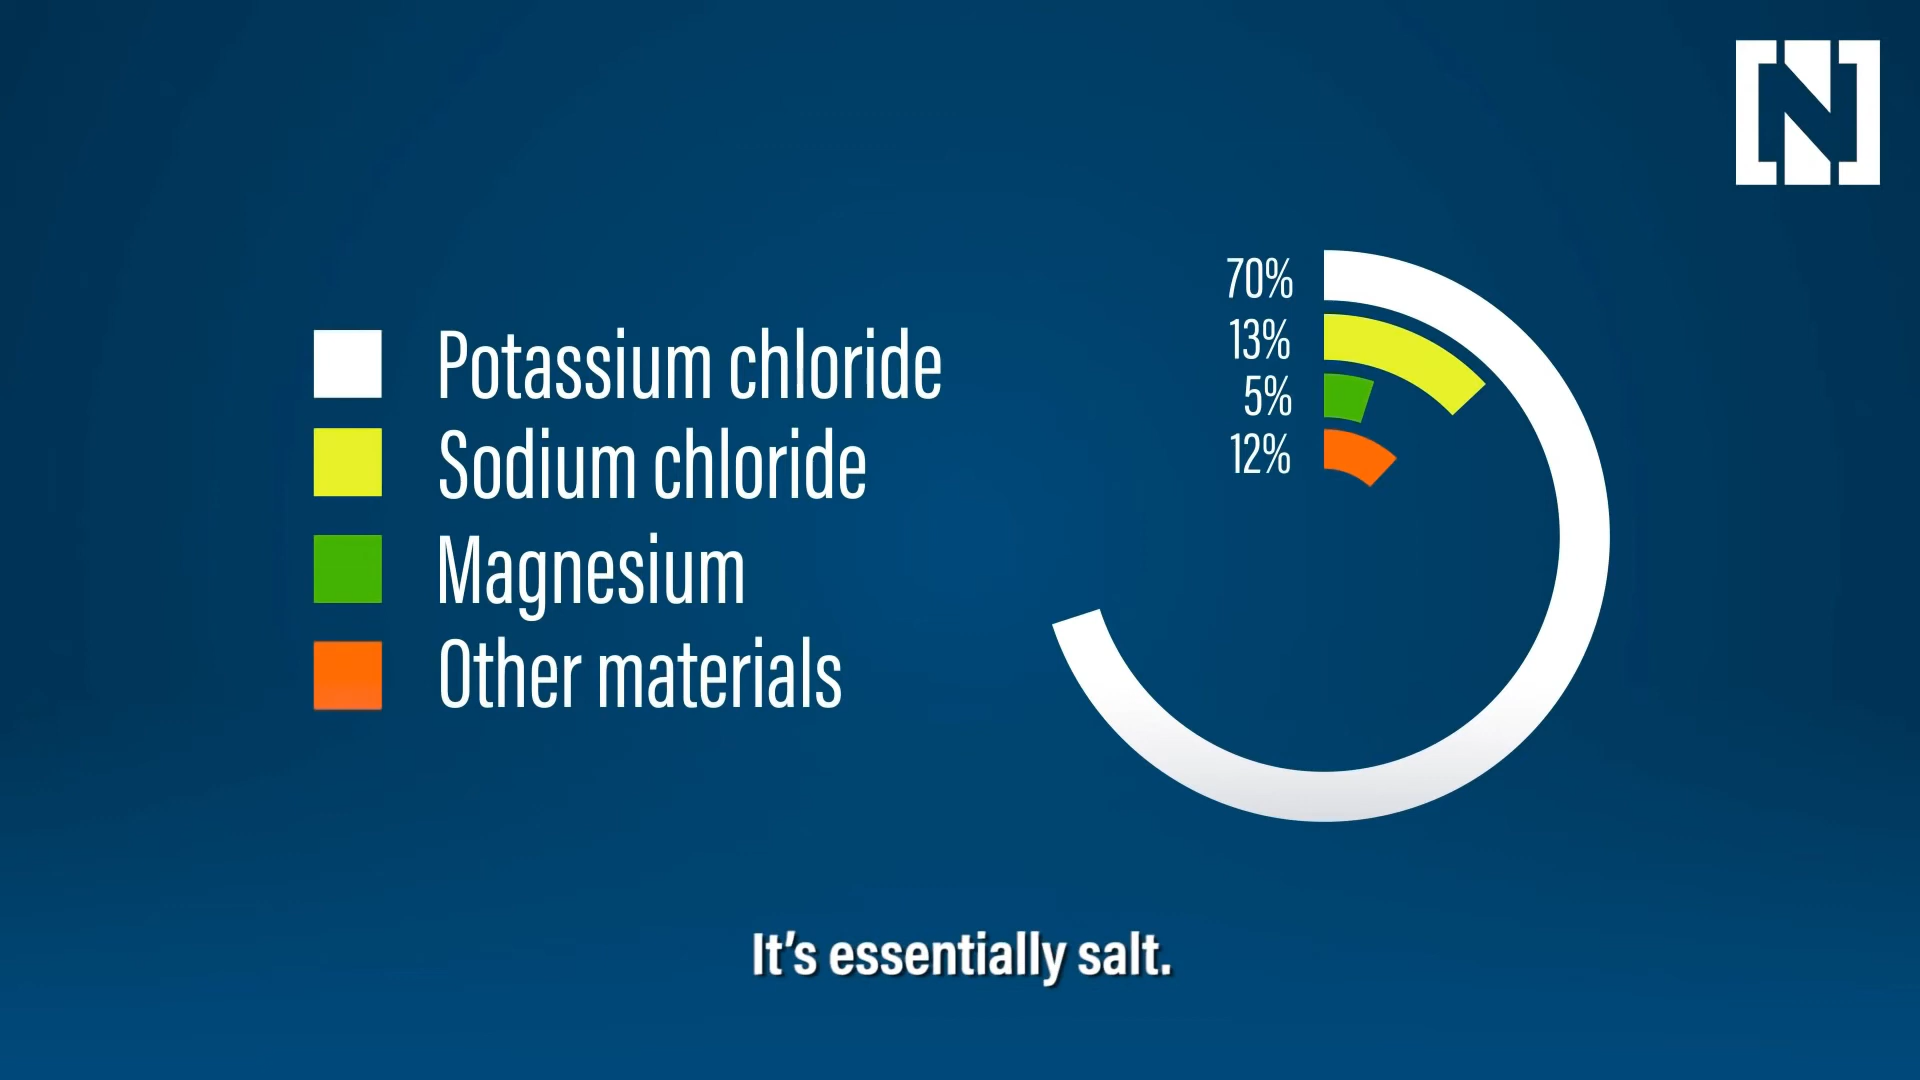 [N]
70%
13%
5%
12%
Potassium chloride
Sodium chloride
Magnesium
Other materials
It's essentially salt.